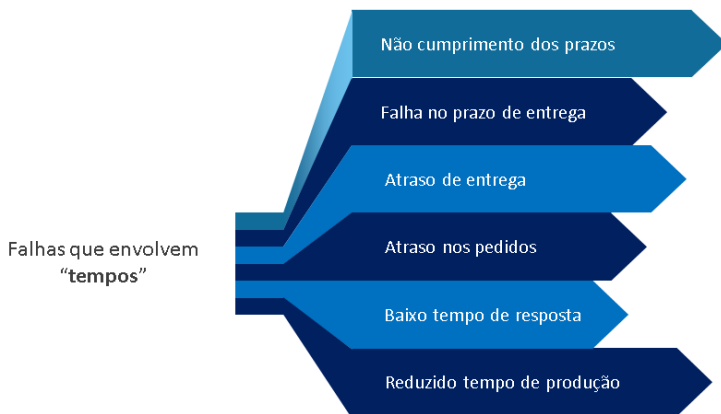 Não cumprimento dos prazos
Falha no prazo de entrega
Atraso de entrega
Falhas que envolvem
“tempos”
Atraso nos pedidos
Baixo tempo de resposta
Reduzido tempo de produção